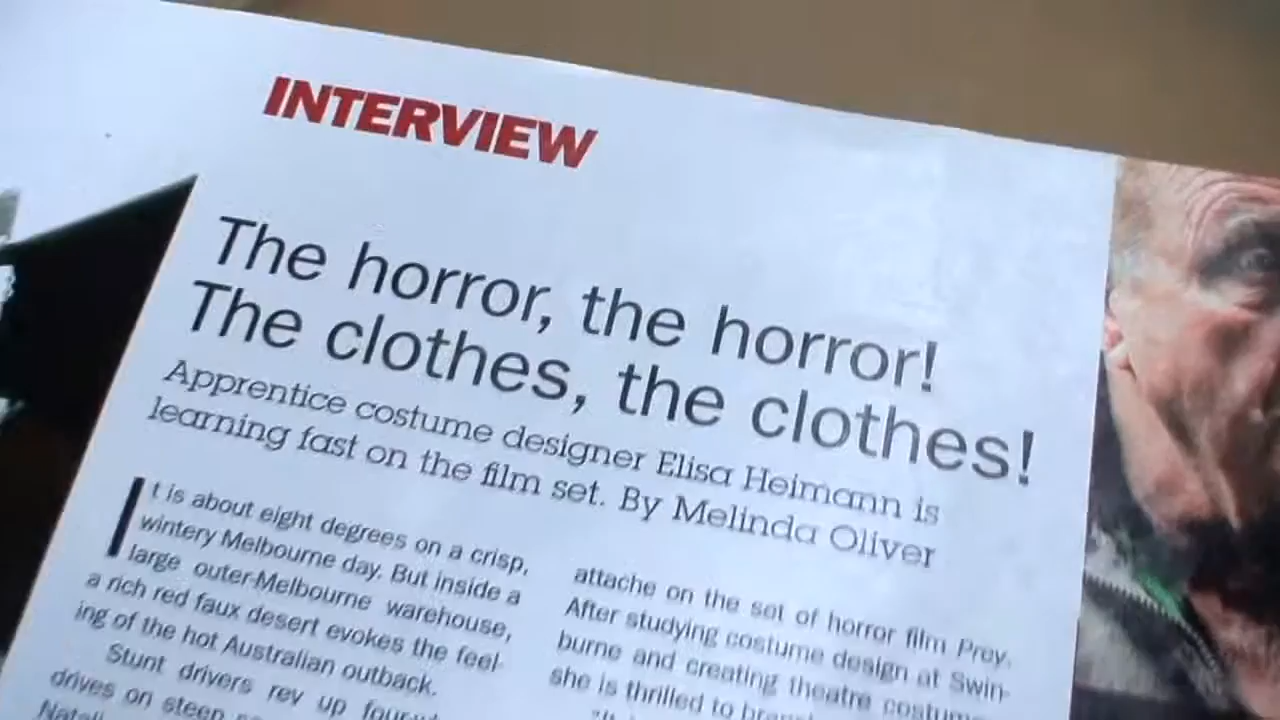 INTERVIEW
The horror, the horror!
The clothes, the clothes!
Apprentice costume designer Elisa Heimann is
learning fast on the film set. By Melinda Oliver
It is about eight degrees on a crisp,
wintery Melbourne day. But inside a
large outer-Melbourne warehouse,
a rich red faux desert evokes the feel-
ing of the hot Australian outback.
Stunt drivers rev up
drives on steep
attache on the set of horror film Prey.
After studying costume design at Swin-
burne and creating theatre costume
she is thrilled to